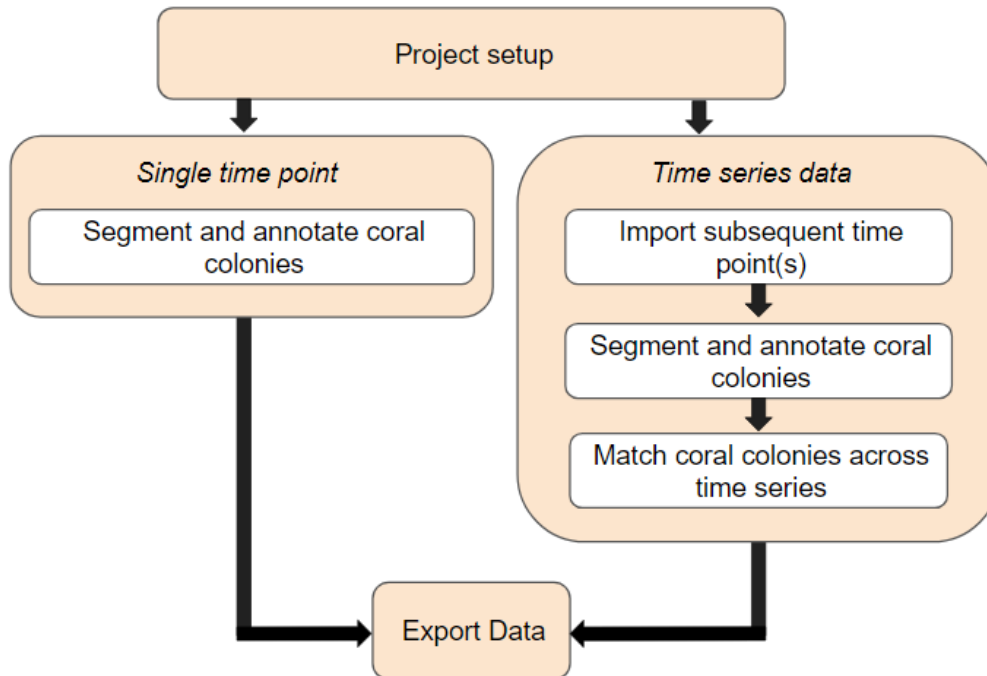 Project setup
Single time point
Segment and annotate coral
colonies
Time series data
Import subsequent time
point(s)
Segment and annotate coral
colonies
Match coral colonies across
time series
Export Data